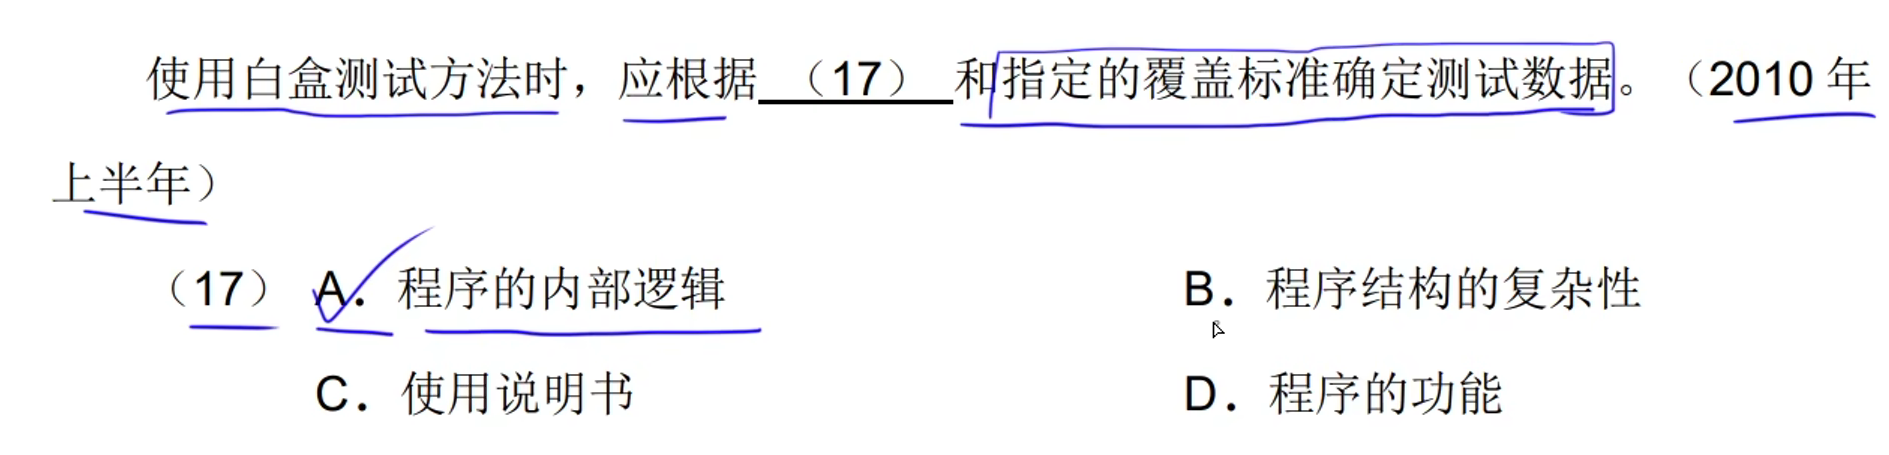 使用白盒测试方法时，应根据 （17） 和指定的覆盖标准确定测试数据。（2010 年
上半年）
（17） A．程序的内部逻辑 B．程序结构的复杂性
C．使用说明书 D．程序的功能